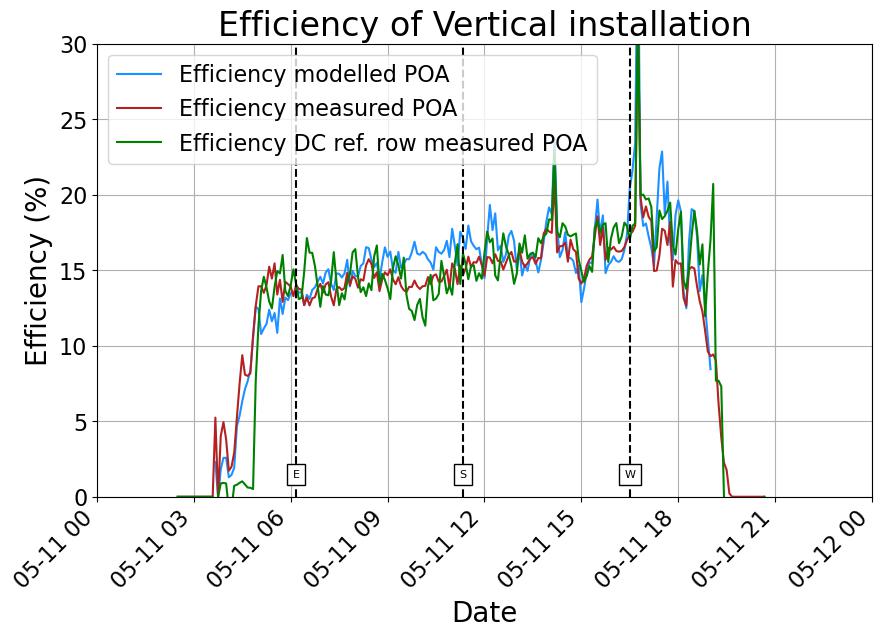 Efficiency of Vertical installation
Efficiency modelled POA
Efficiency measured POA
Efficiency DC ref. row measured POA
Efficiency (%)
30
25
20
15
10
5
0
E
S
W
05-11 00
05-11 03
05-11 06
05-11 09
05-11 12
05-11 15
05-11 18
05-11 21
05-12 00
Date